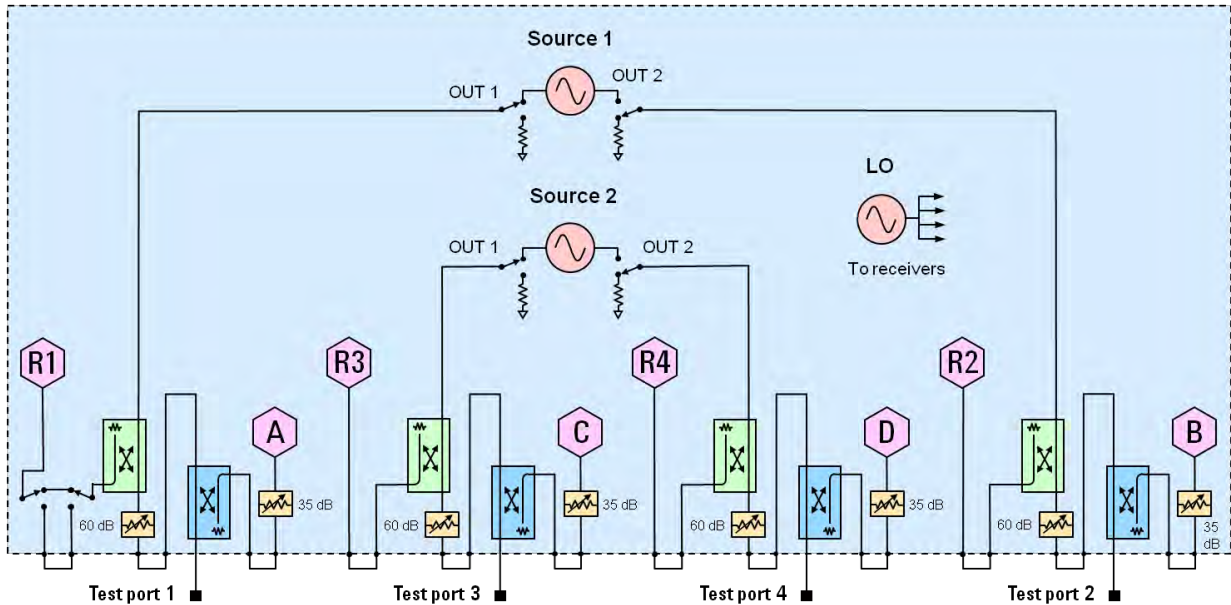 Source 1
OUT 1
OUT 2
LO
Source 2
OUT 1
OUT 2
To receivers
R1
R3
R4
R2
A
C
D
B
60 dB
35 dB
60 dB
35 dB
60 dB
35 dB
60 dB
35
dB
Test port 1
Test port 3
Test port 4
Test port 2